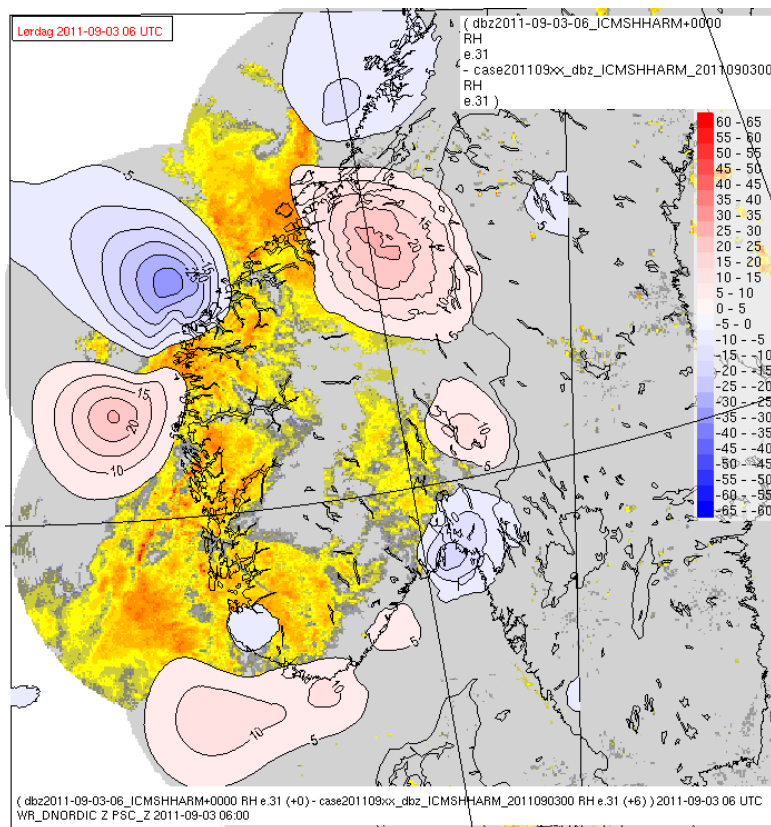 Lørdag 2011-09-03 06 UTC
( dbz2011-09-03-06_ICMSHHARM+0000
RH
e.31
- case201109xx_dbz_ICMSHHARM_2011090300
RH
e.31 )
60 - 65
55 - 60
50 - 55
45 - 50
40 - 45
35 - 40
30 - 35
25 - 30
20 - 25
15 - 20
10 - 15
5 - 10
0 - 5
-5 - 0
-10 - -5
-15 - -10
-20 - -15
-25 - -20
-30 - -25
-35 - -30
-40 - -35
-45 - -40
-50 - -45
-55 - -50
-60 - -55
-65 - -60
-5
5
15
20
10
10
5
5
10
10
5
( dbz2011-09-03-06_ICMSHHARM+0000 RH e.31 (+0) - case201109xx_dbz_ICMSHHARM_2011090300 RH e.31 (+6) ) 2011-09-03 06 UTC
WR_DNORDIC Z PSC_Z 2011-09-03 06:00